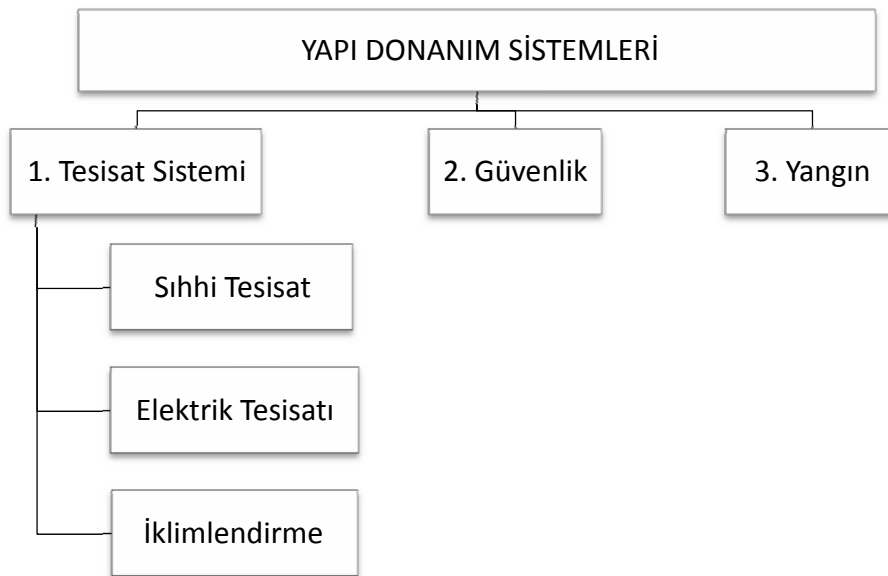 YAPI DONANIM SİSTEMLERİ
1. Tesisat Sistemi
2. Güvenlik
3. Yangın
Sıhhi Tesisat
Elektrik Tesisatı
İklimlendirme